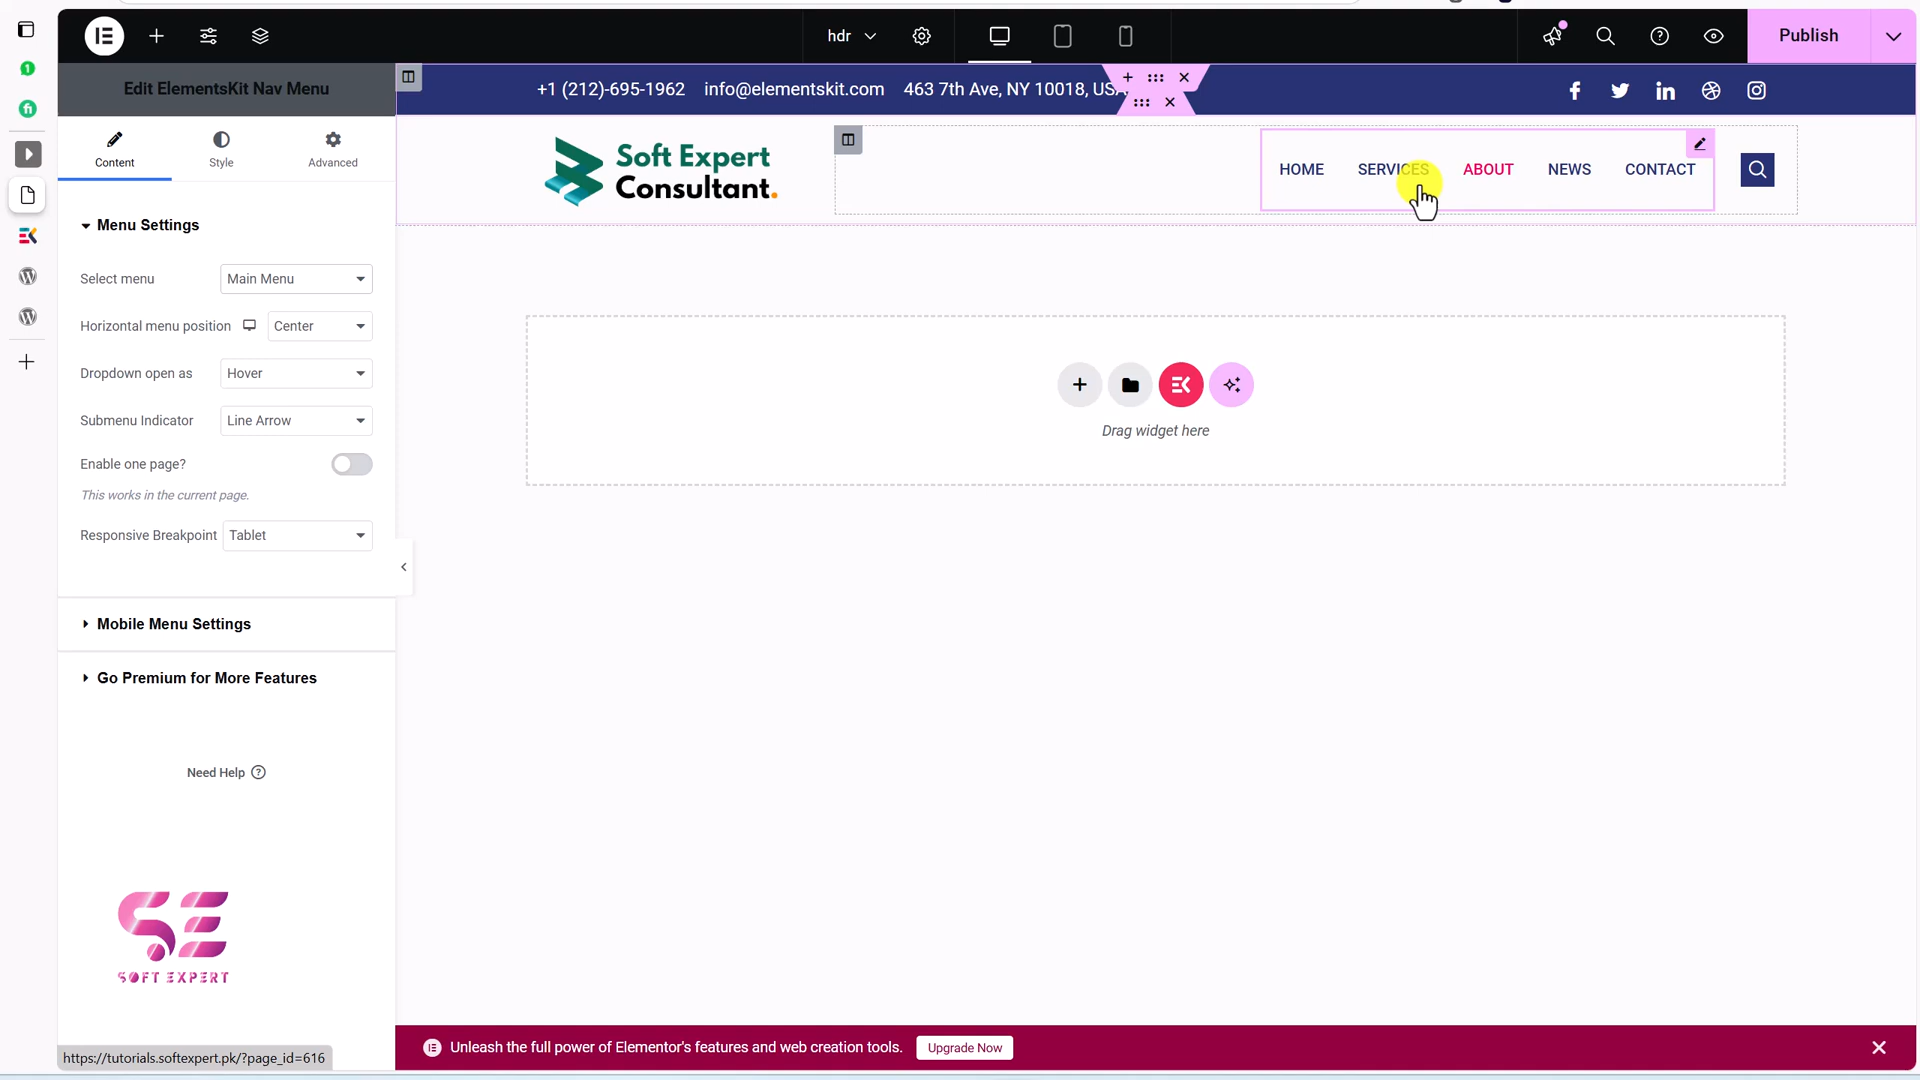 hdr
Publish
Edit ElementsKit Nav Menu
Content
Style
Advanced
Menu Settings
Select menu
Main Menu
Horizontal menu position
Center
Dropdown open as
Hover
Submenu Indicator
Line Arrow
Enable one page?
This works in the current page.
Responsive Breakpoint
Tablet
Mobile Menu Settings
Go Premium for More Features
Need Help
SOFT EXPERT
https://tutorials.softexpert.pk/?page_id=616
+1 (212)-695-1962 info@elementskit.com 463 7th Ave, NY 10018, USA
Soft Expert
Consultant.
HOME SERVICES ABOUT NEWS CONTACT
Drag widget here
Unleash the full power of Elementor's features and web creation tools.
Upgrade Now